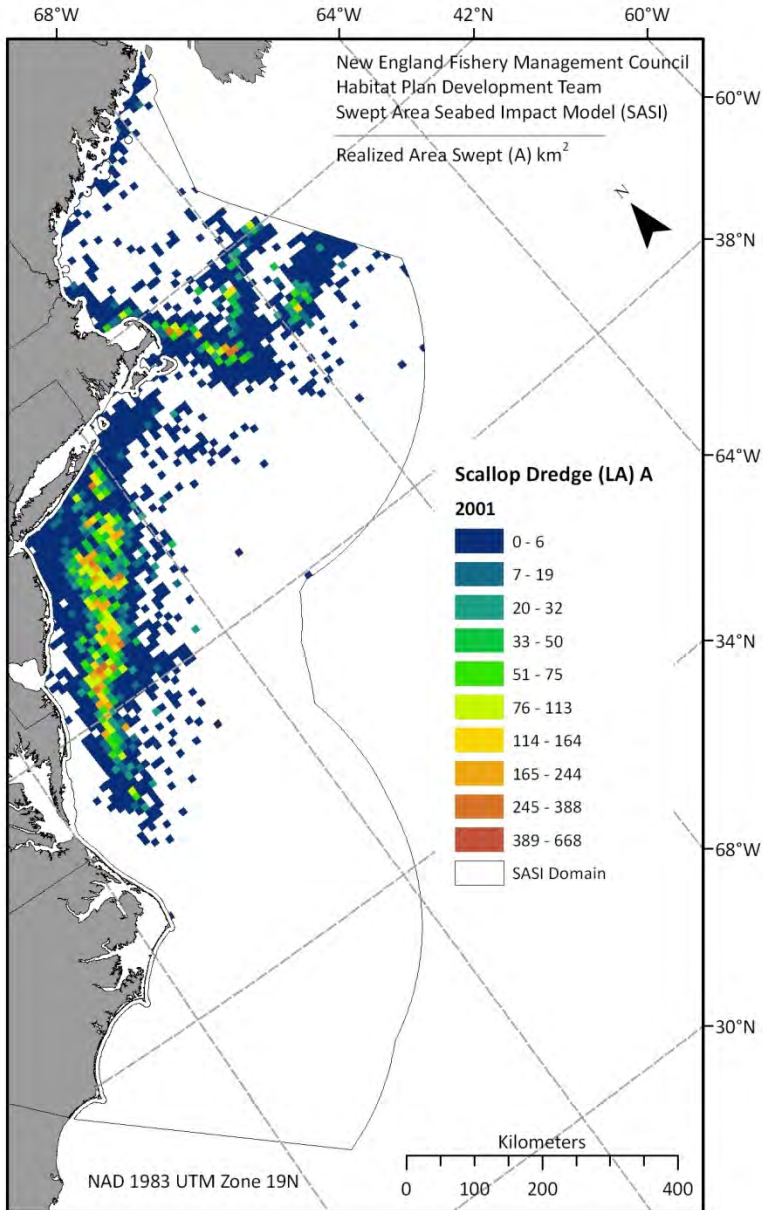 68°W
64°W
42°N
60°W
New England Fishery Management Council
Habitat Plan Development Team
Swept Area Seabed Impact Model (SASI)
Realized Area Swept (A) km²
60°W
N
38°N
64°W
Scallop Dredge (LA) A
2001
0 - 6
7 - 19
20 - 32
33 - 50
51 - 75
76 - 113
114 - 164
165 - 244
245 - 388
389 - 668
SASI Domain
34°N
68°W
30°N
Kilometers
0 100 200 300 400
NAD 1983 UTM Zone 19N